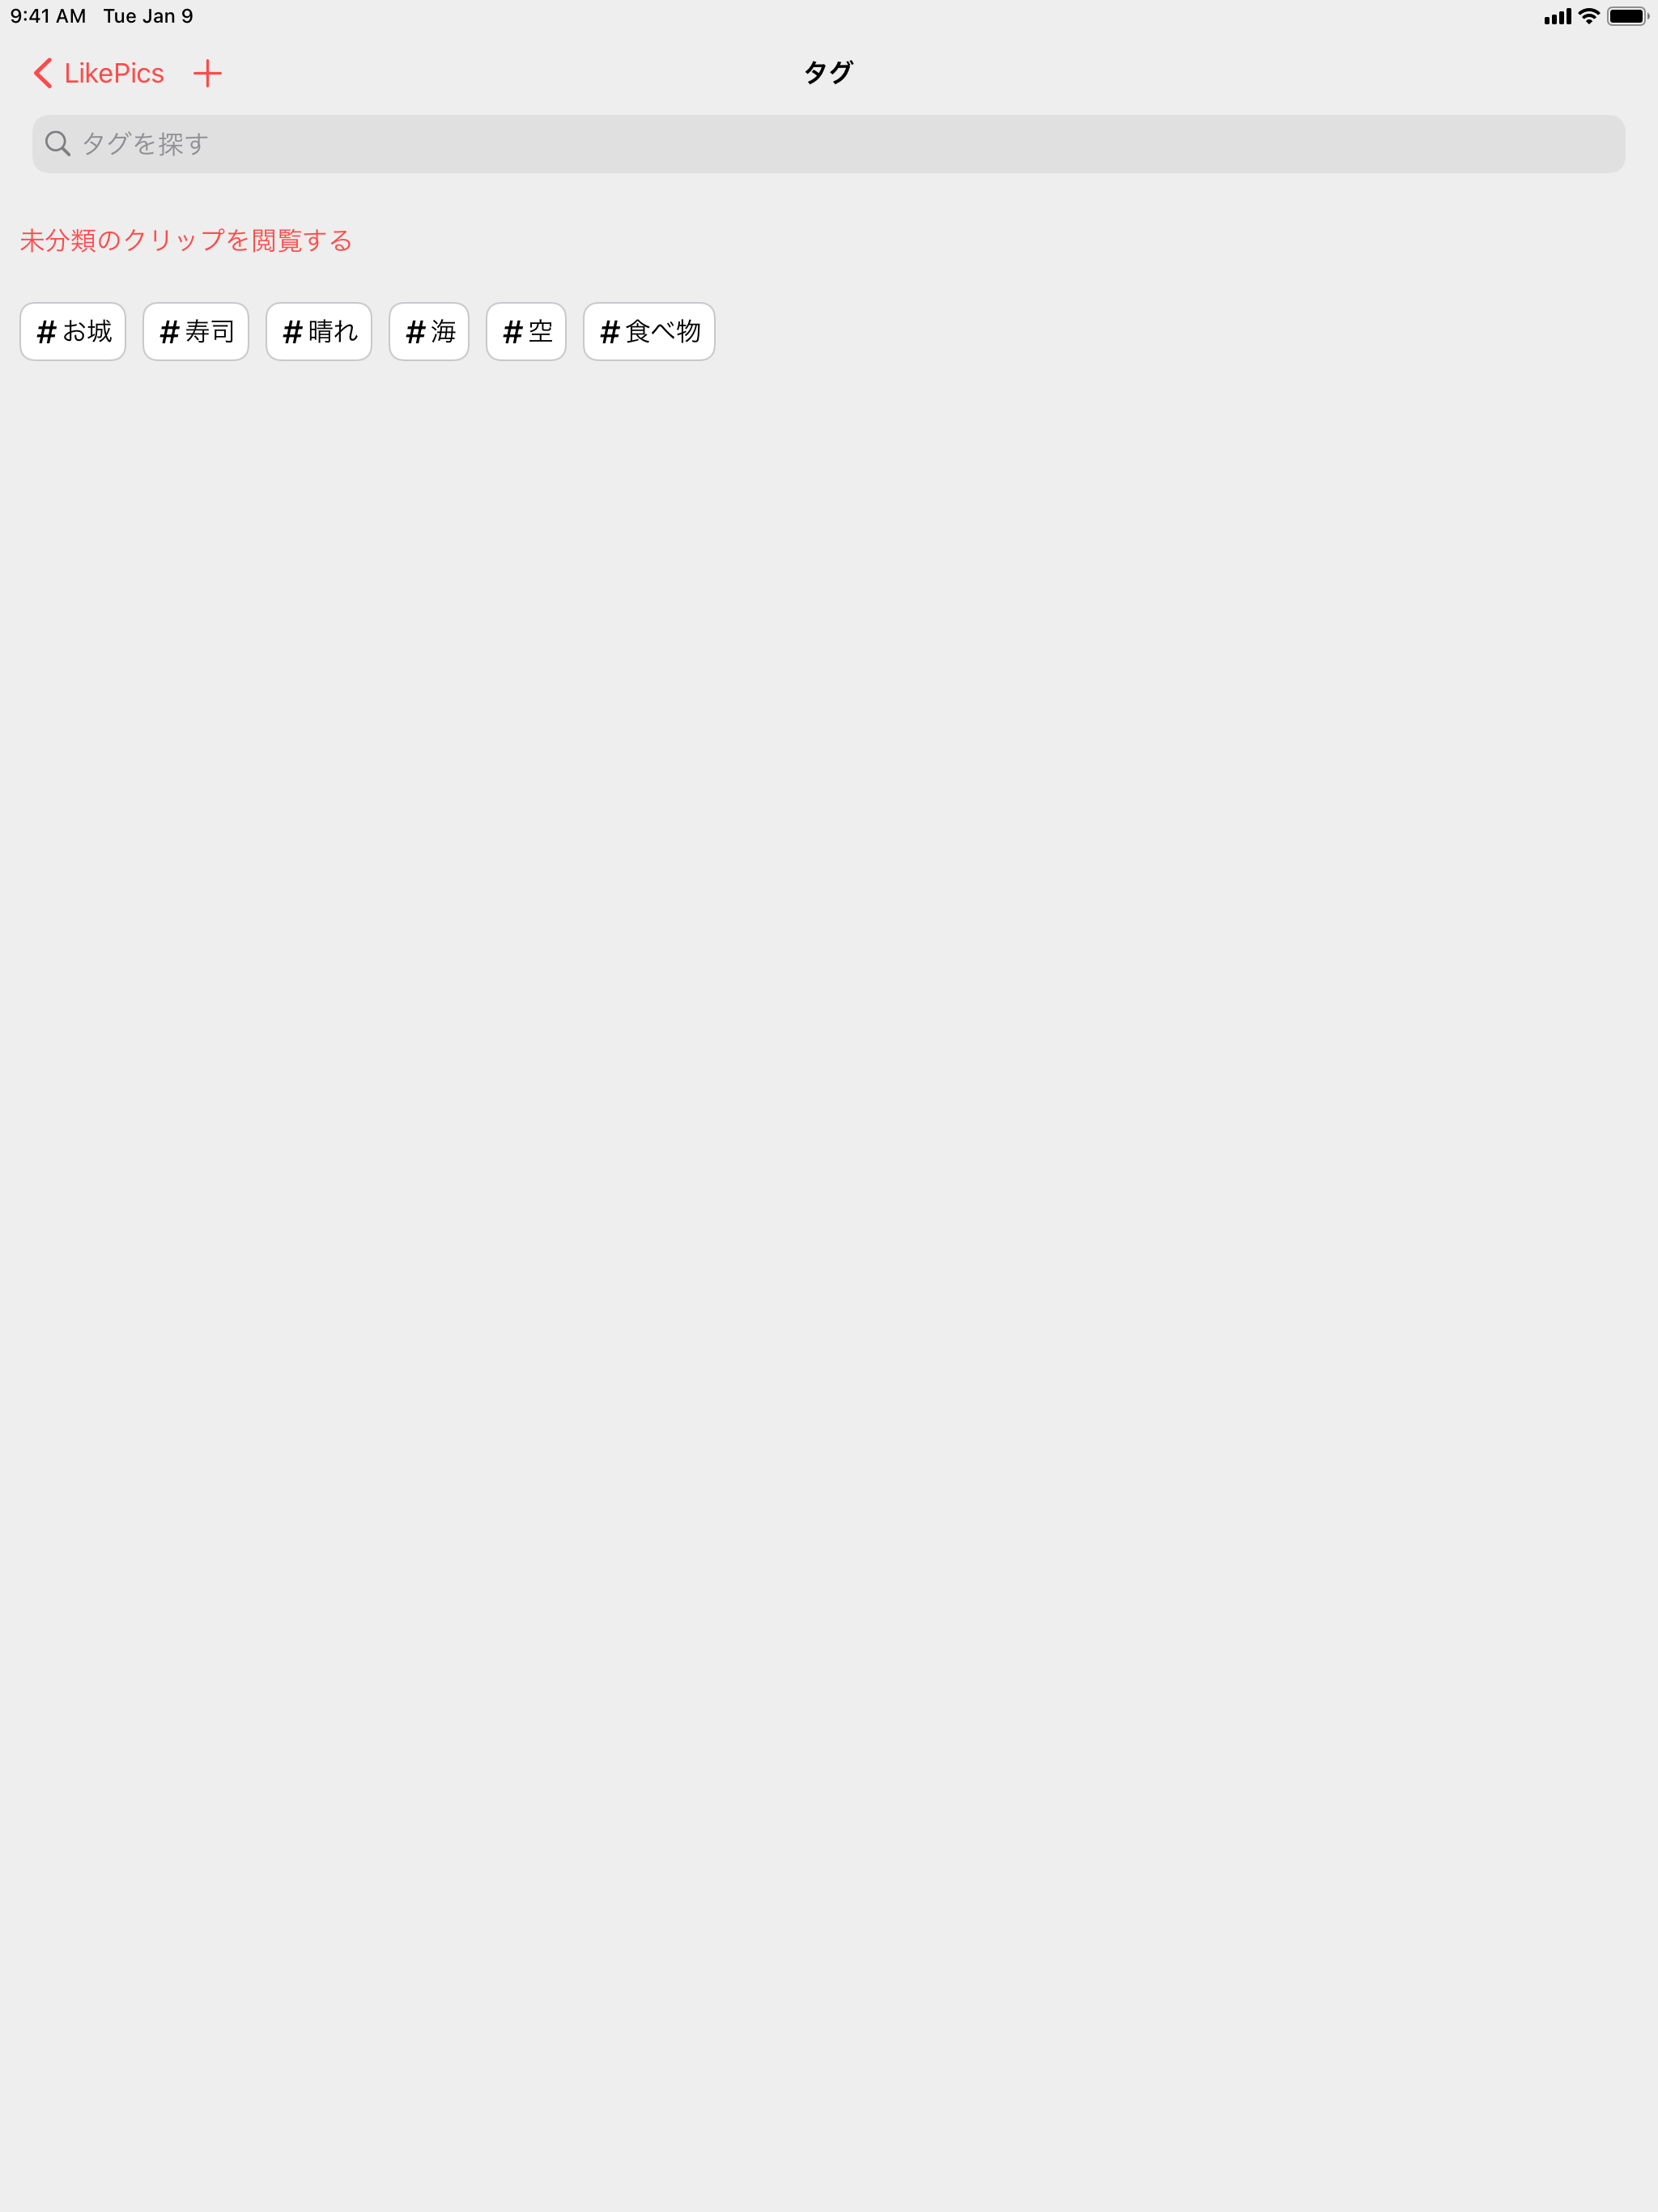 9:41 AM Tue Jan 9
LikePics
タグ
タグを探す
未分類のクリップを閲覧する
#お城 #寿司 #晴れ #海 #空 #食べ物